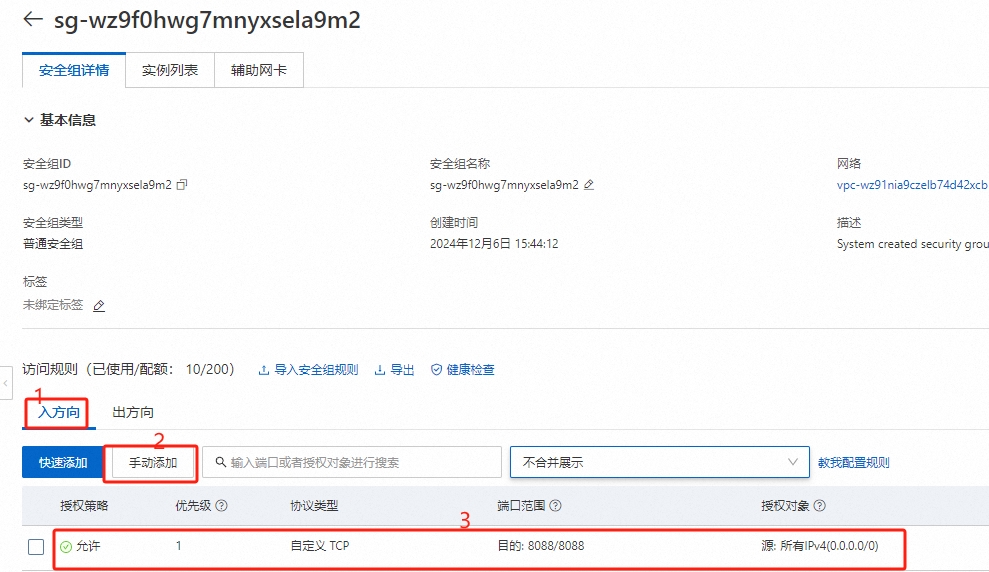 sg-wz9f0hwg7mnyxsela9m2
安全组详情 实例列表 辅助网卡
基本信息
安全组ID 安全组名称 网络
sg-wz9f0hwg7mnyxsela9m2 sg-wz9f0hwg7mnyxsela9m2 vpc-wz91nia9czelb74d42xcb
安全组类型 创建时间 描述
普通安全组 2024年12月6日 15:44:12 System created security grou
标签
未绑定标签
访问规则（已使用/配额： 10/200） 导入安全组规则 导出 健康检查
1
入方向 出方向
2
快速添加 手动添加 输入端口或者授权对象进行搜索 不合并展示 教我配置规则
授权策略 优先级 协议类型 端口范围 授权对象
3
允许 1 自定义 TCP 目的: 8088/8088 源: 所有IPv4(0.0.0.0/0)